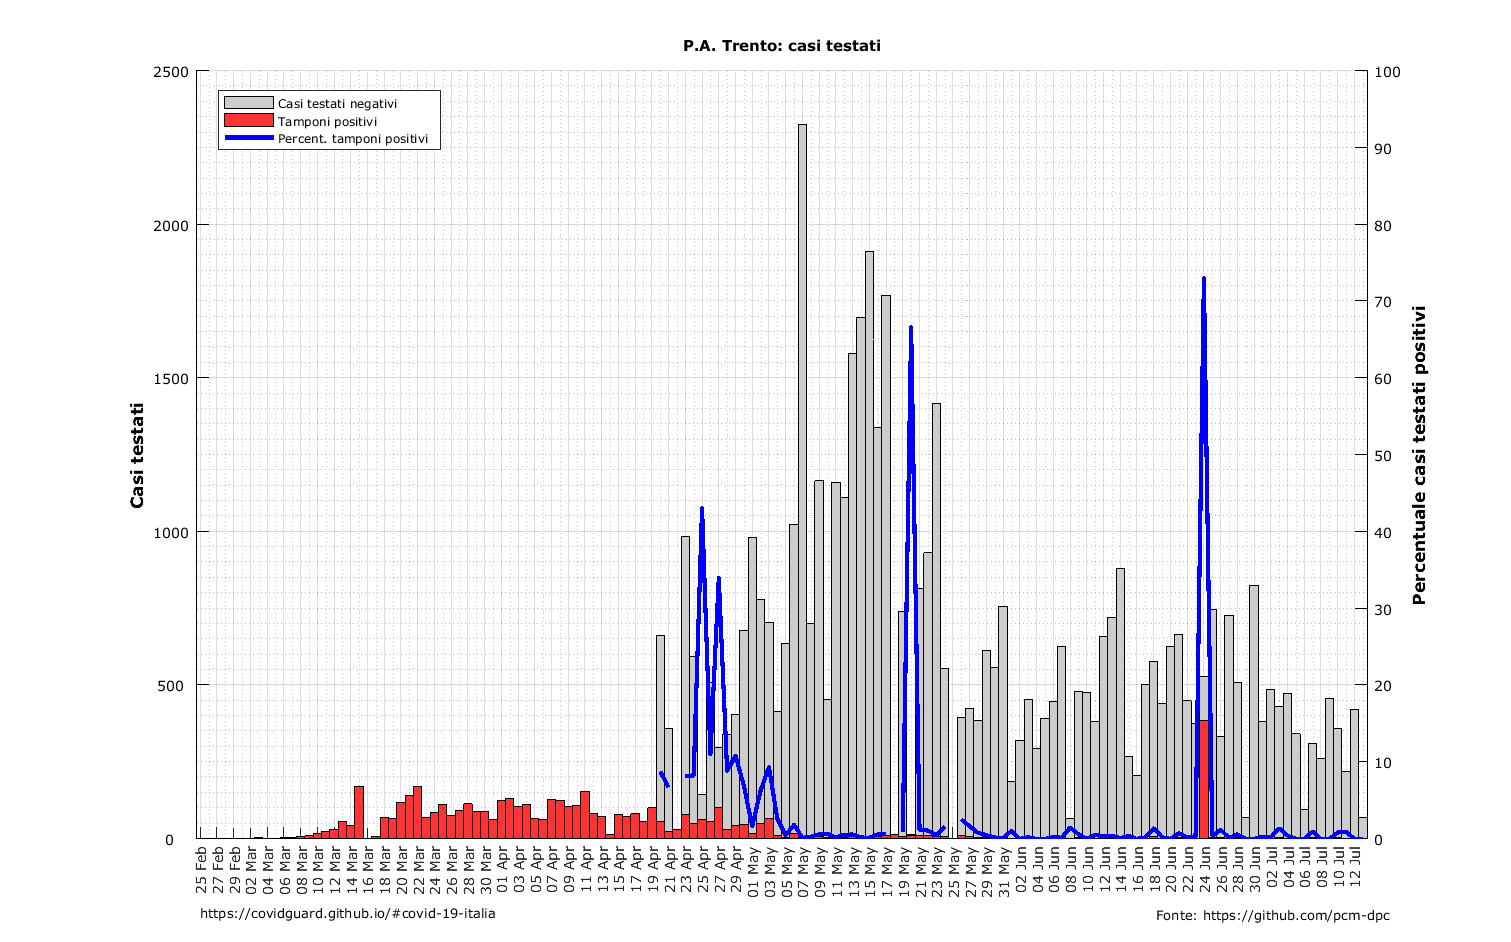 P.A. Trento: casi testati
2500
2000
1500
1000
500
0
100
90
80
70
60
50
40
30
20
10
0
Casi testati negativi
Tamponi positivi
Percent. tamponi positivi
Casi testati
Percentuale casi testati positivi
25 Feb
27 Feb
29 Feb
02 Mar
04 Mar
06 Mar
08 Mar
10 Mar
12 Mar
14 Mar
16 Mar
18 Mar
20 Mar
22 Mar
24 Mar
26 Mar
28 Mar
30 Mar
01 Apr
03 Apr
05 Apr
07 Apr
09 Apr
11 Apr
13 Apr
15 Apr
17 Apr
19 Apr
21 Apr
23 Apr
25 Apr
27 Apr
29 Apr
01 May
03 May
05 May
07 May
09 May
11 May
13 May
15 May
17 May
19 May
21 May
23 May
25 May
27 May
29 May
31 May
02 Jun
04 Jun
06 Jun
08 Jun
10 Jun
12 Jun
14 Jun
16 Jun
18 Jun
20 Jun
22 Jun
24 Jun
26 Jun
28 Jun
30 Jun
02 Jul
04 Jul
06 Jul
08 Jul
10 Jul
12 Jul
https://covidguard.github.io/#covid-19-italia
Fonte: https://github.com/pcm-dpc